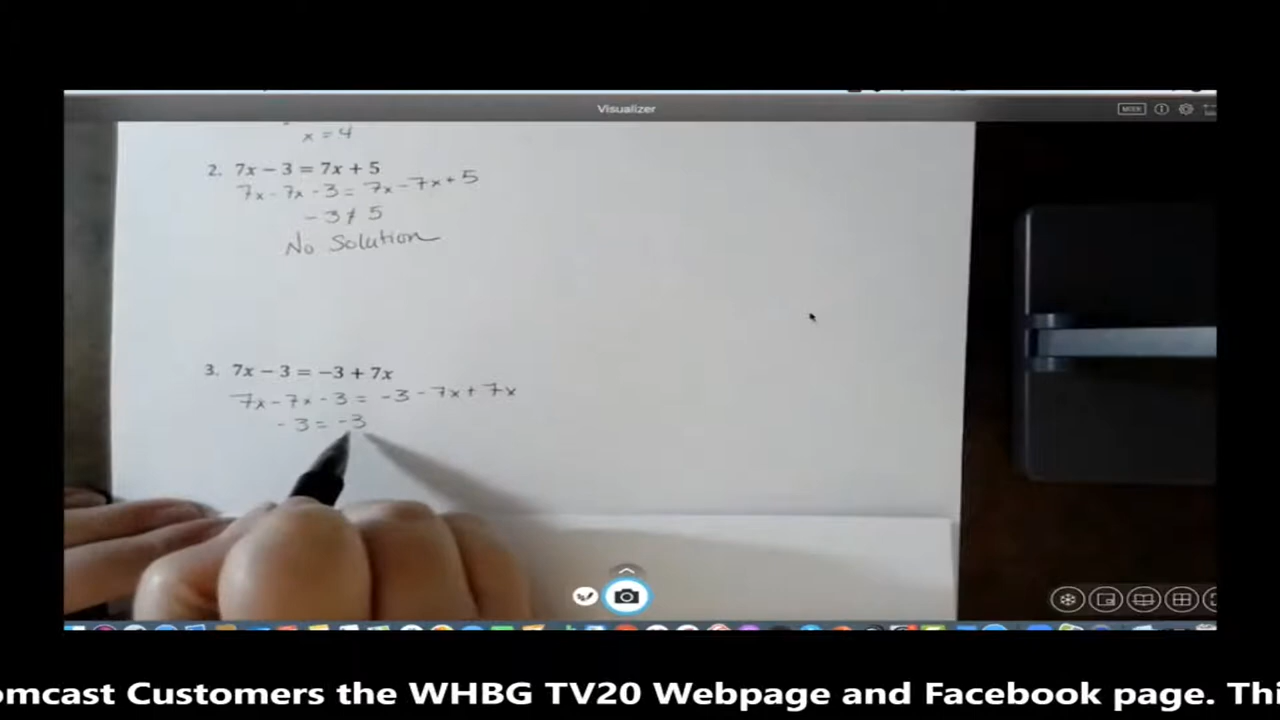 Visualizer
x = 4
2. 7x − 3 = 7x + 5
7x - 7x - 3 = 7x - 7x + 5
- 3 ≠ 5
No Solution
3. 7x − 3 = −3 + 7x
7x - 7x - 3 = -3 - 7x + 7x
- 3 = - 3
Comcast Customers the WHBG TV20 Webpage and Facebook page. Thi